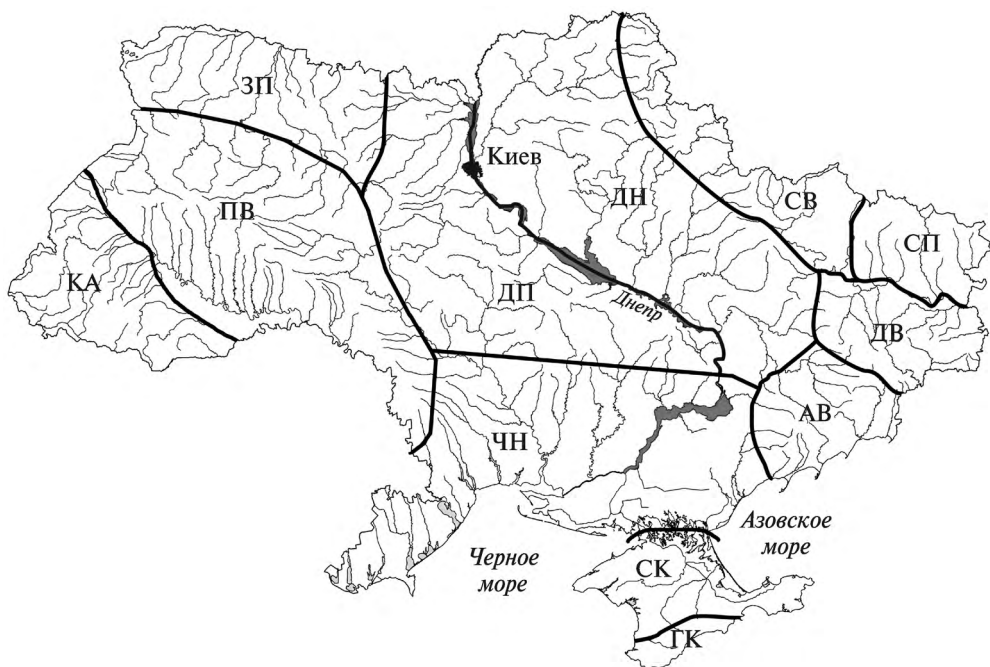 ЗП
Киев
ПВ
ДН
СВ
СП
КА
ДП
Днепр
ДВ
АВ
ЧН
Азовское
море
Черное
море
СК
ГК